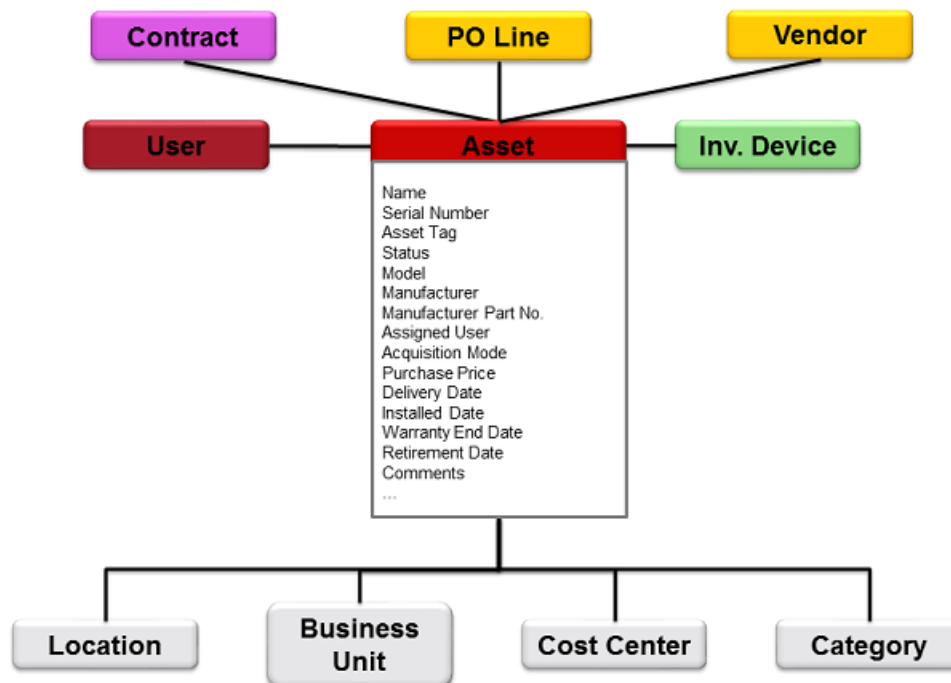 Contract
PO Line
Vendor
User
Asset
Inv. Device
Name
Serial Number
Asset Tag
Status
Model
Manufacturer
Manufacturer Part No.
Assigned User
Acquisition Mode
Purchase Price
Delivery Date
Installed Date
Warranty End Date
Retirement Date
Comments
...
Location
Business
Unit
Cost Center
Category